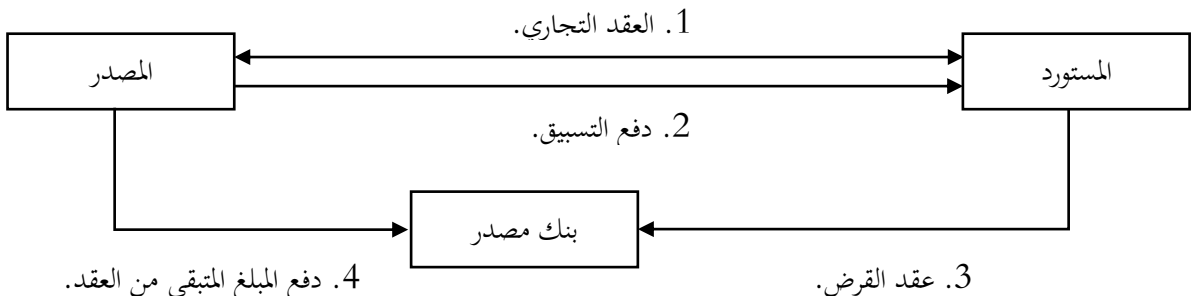 1. العقد التجاري.
المستورد
المصدر
2. دفع التسبيق.
بنك مصدر
3. عقد القرض.
4. دفع المبلغ المتبقي من العقد.